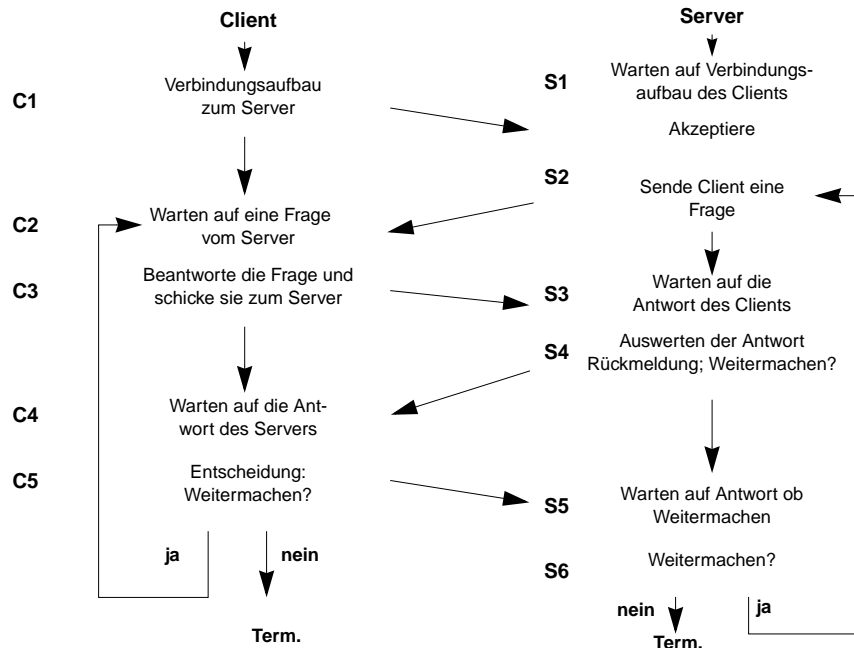 Client
C1
Verbindungsaufbau
zum Server
C2
Warten auf eine Frage
vom Server
C3
Beantworte die Frage und
schicke sie zum Server
C4
Warten auf die Ant-
wort des Servers
C5
Entscheidung:
Weitermachen?
ja
nein
Term.
Server
S1
Warten auf Verbindungs-
aufbau des Clients
Akzeptiere
S2
Sende Client eine
Frage
S3
Warten auf die
Antwort des Clients
S4
Auswerten der Antwort
Rückmeldung; Weitermachen?
S5
Warten auf Antwort ob
Weitermachen
S6
Weitermachen?
nein
ja
Term.